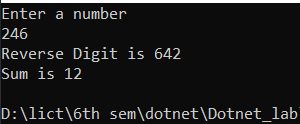 Enter a number
246
Reverse Digit is 642
Sum is 12
D:\lict\6th sem\dotnet\Dotnet_lab